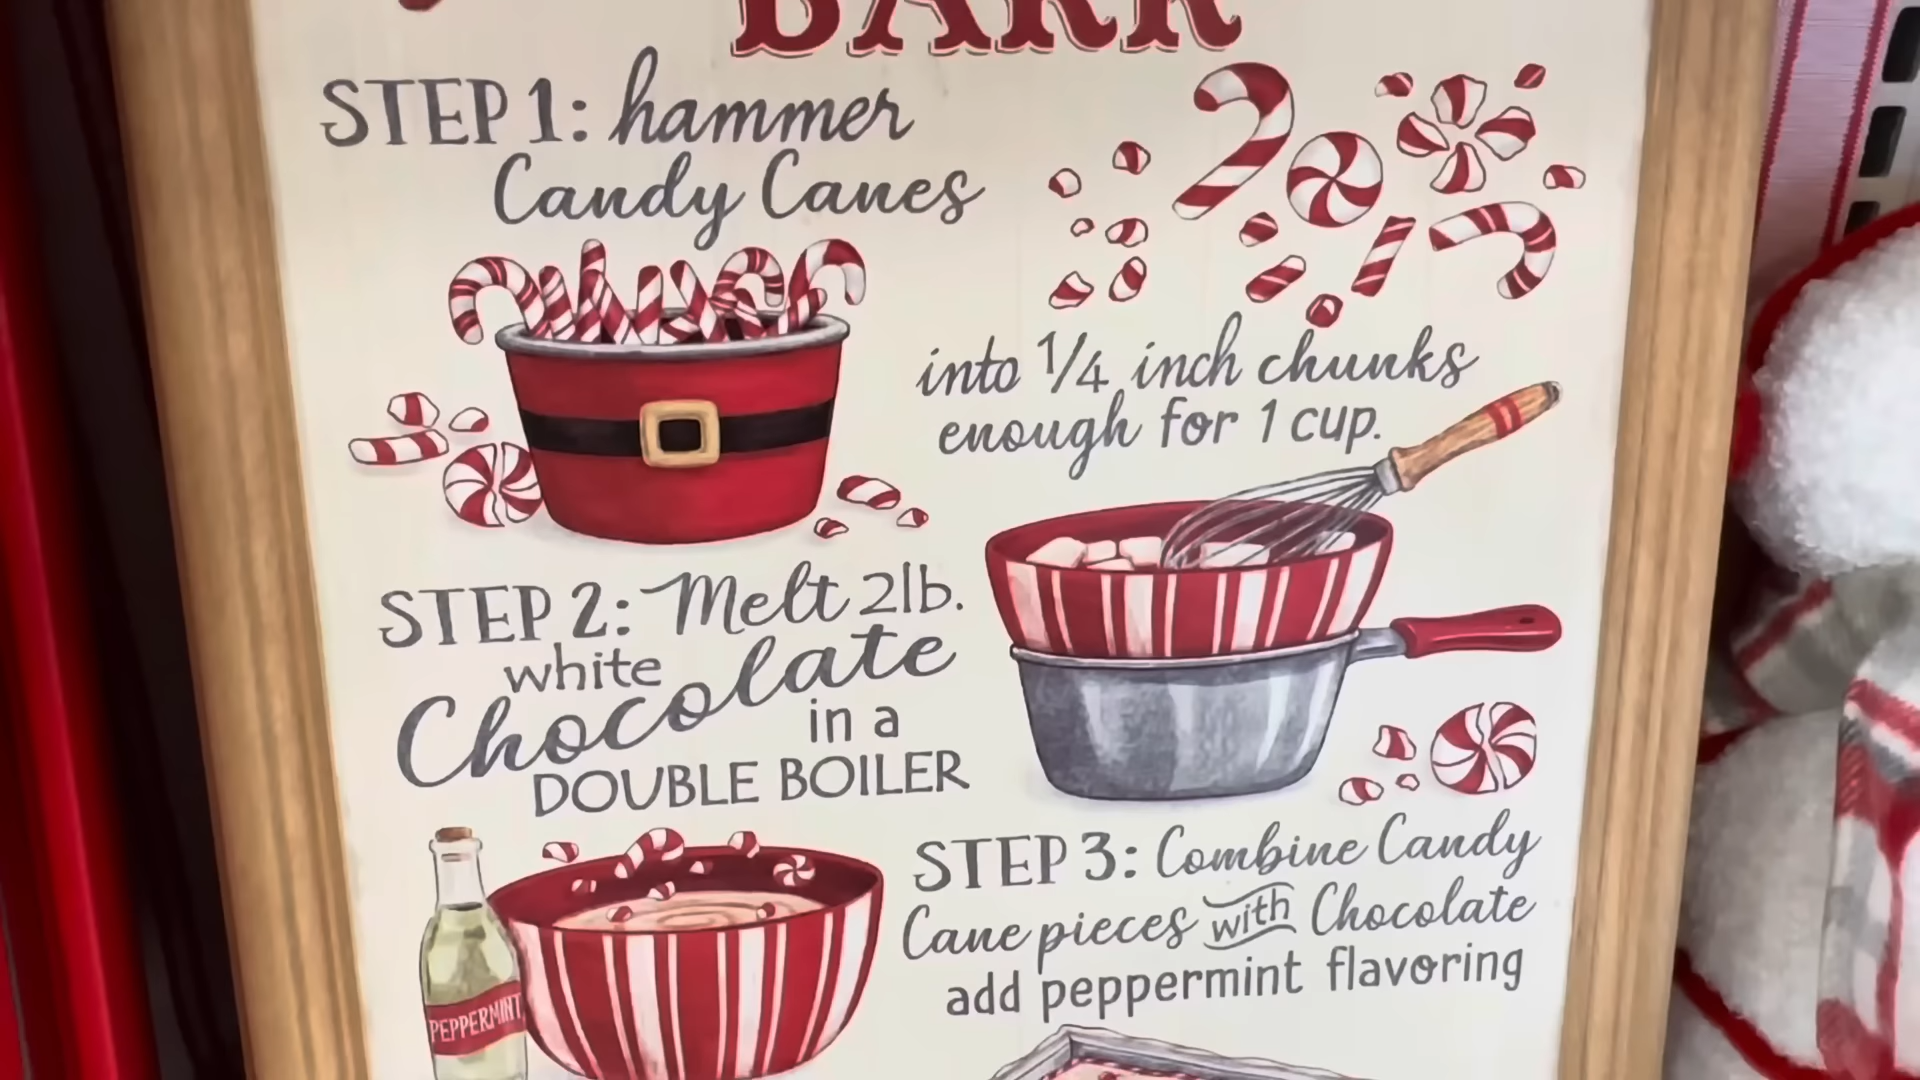 BARK
STEP 1: hammer
Candy Canes
into 1/4 inch chunks
enough for 1 cup.
STEP 2: Melt 2lb.
white
Chocolate
in a
DOUBLE BOILER
STEP 3: Combine Candy
Cane pieces with Chocolate
add peppermint flavoring
PEPPERMINT